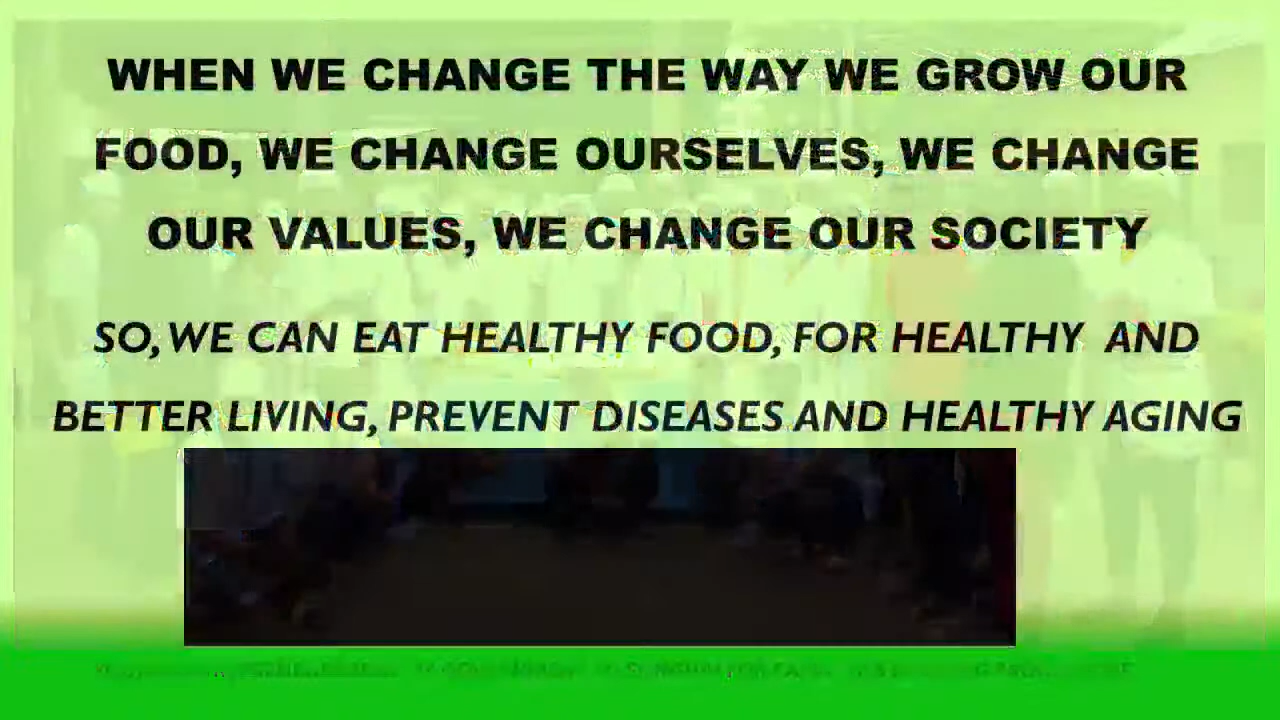 WHEN WE CHANGE THE WAY WE GROW OUR
FOOD, WE CHANGE OURSELVES, WE CHANGE
OUR VALUES, WE CHANGE OUR SOCIETY
SO, WE CAN EAT HEALTHY FOOD, FOR HEALTHY AND
BETTER LIVING, PREVENT DISEASES AND HEALTHY AGING